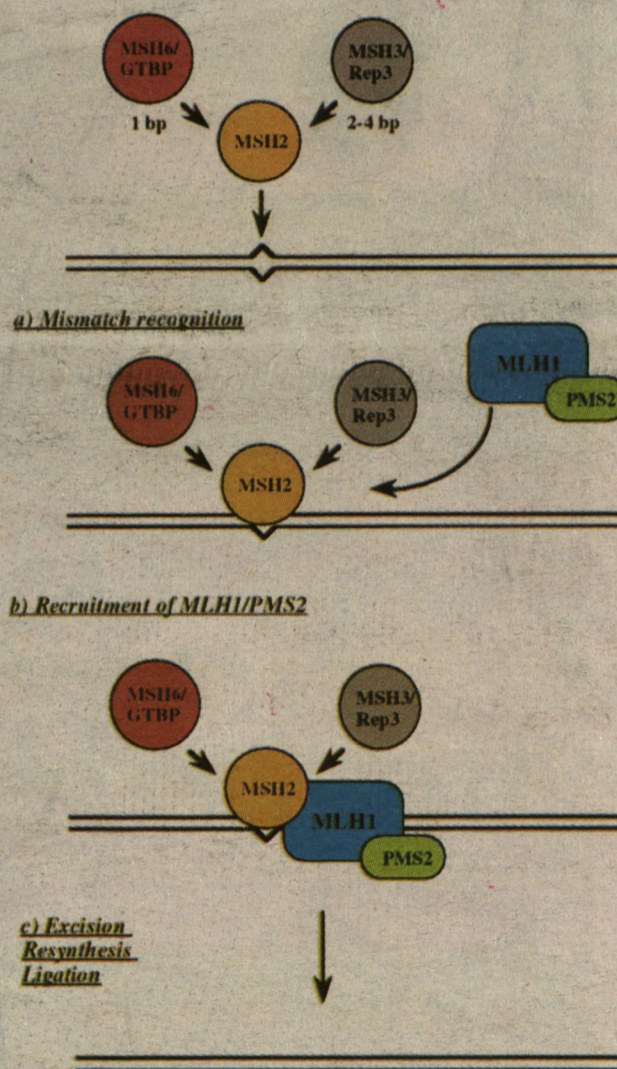 MSH6/
GTBP
MSH3/
Rep3
1 bp
2-4 bp
MSH2
a) Mismatch recognition
MLH1
PMS2
MSH6/
GTBP
MSH3/
Rep3
MSH2
b) Recruitment of MLH1/PMS2
MSH6/
GTBP
MSH3/
Rep3
MSH2
MLH1
PMS2
c) Excision
Resynthesis
Ligation